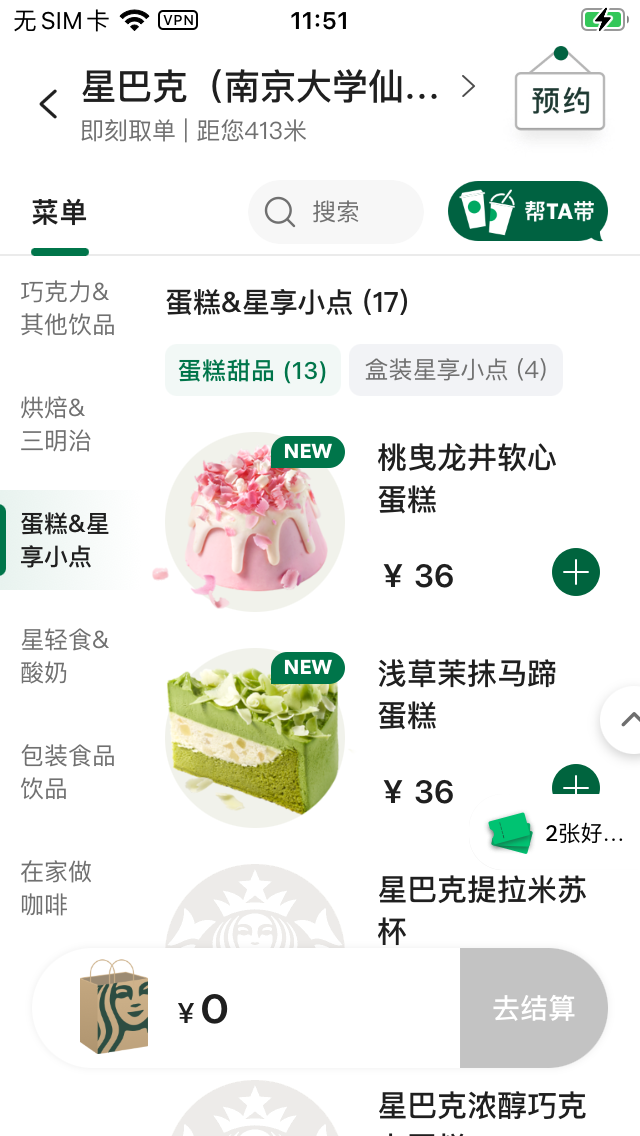 无SIM卡 VPN 11:51
星巴克（南京大学仙...
即刻取单 | 距您413米
预约
菜单
搜索
帮TA带
巧克力&
其他饮品
烘焙&
三明治
蛋糕&星
享小点
星轻食&
酸奶
包装食品
饮品
在家做
咖啡
蛋糕&星享小点 (17)
蛋糕甜品 (13)
盒装星享小点 (4)
NEW
桃曳龙井软心
蛋糕
¥ 36
NEW
浅草茉抹马蹄
蛋糕
¥ 36
2张好...
星巴克提拉米苏
杯
¥ 0
去结算
星巴克浓醇巧克